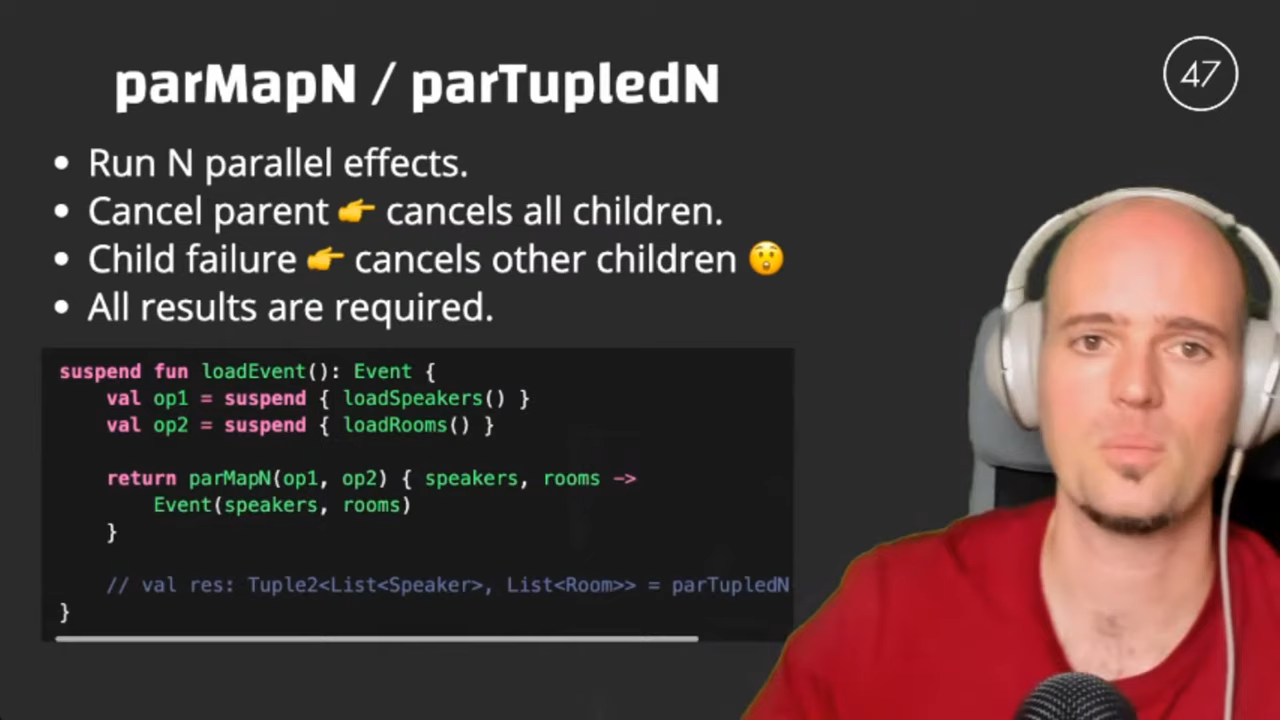 parMapN / parTupledN
47
• Run N parallel effects.
• Cancel parent 👉 cancels all children.
• Child failure 👉 cancels other children 😲
• All results are required.
suspend fun loadEvent(): Event {
    val op1 = suspend { loadSpeakers() }
    val op2 = suspend { loadRooms() }
    return parMapN(op1, op2) { speakers, rooms ->
        Event(speakers, rooms)
    }
    // val res: Tuple2<List<Speaker>, List<Room>> = parTupledN
}